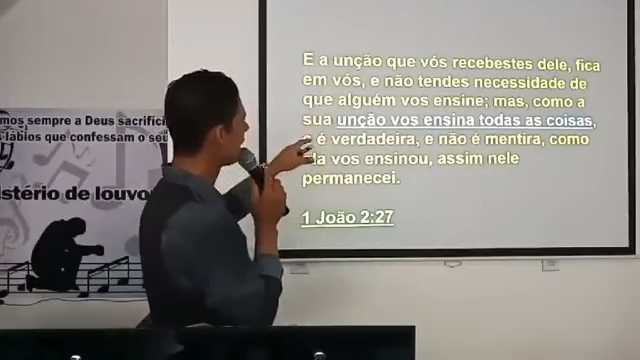 E a unção que vós recebestes dele, fica
em vós, e não tendes necessidade de
que alguém vos ensine; mas, como a
sua unção vos ensina todas as coisas,
é verdadeira, e não é mentira, como
vos ensinou, assim nele
permanecei.
1 João 2:27
mos sempre a Deus sacrifíci
lábios que confessam o seu
stério de louvo